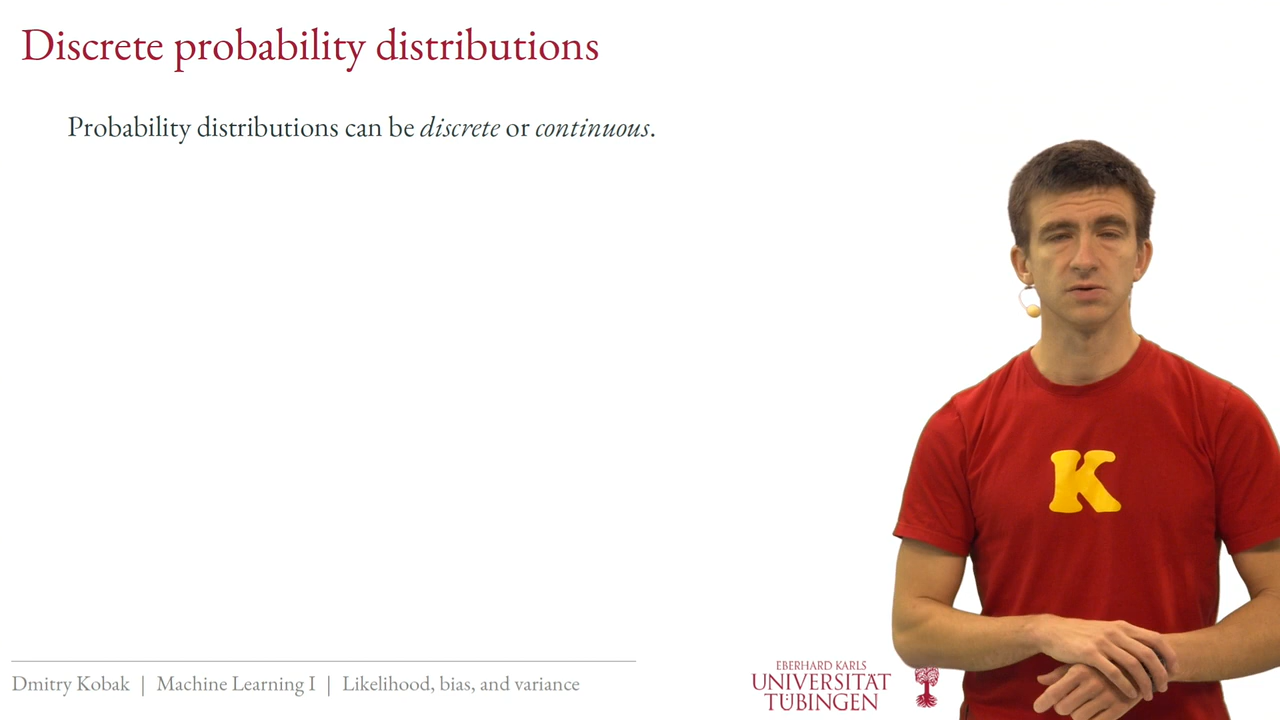 Discrete probability distributions
Probability distributions can be discrete or continuous.
K
Dmitry Kobak | Machine Learning I | Likelihood, bias, and variance
EBERHARD KARLS
UNIVERSITÄT
TÜBINGEN